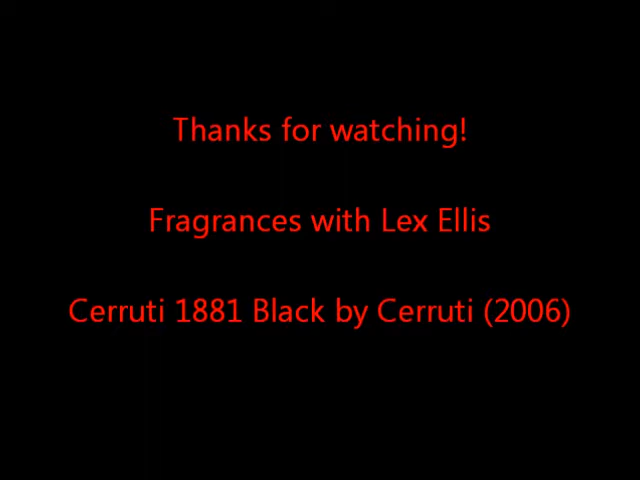 Thanks for watching!
Fragrances with Lex Ellis
Cerruti 1881 Black by Cerruti (2006)